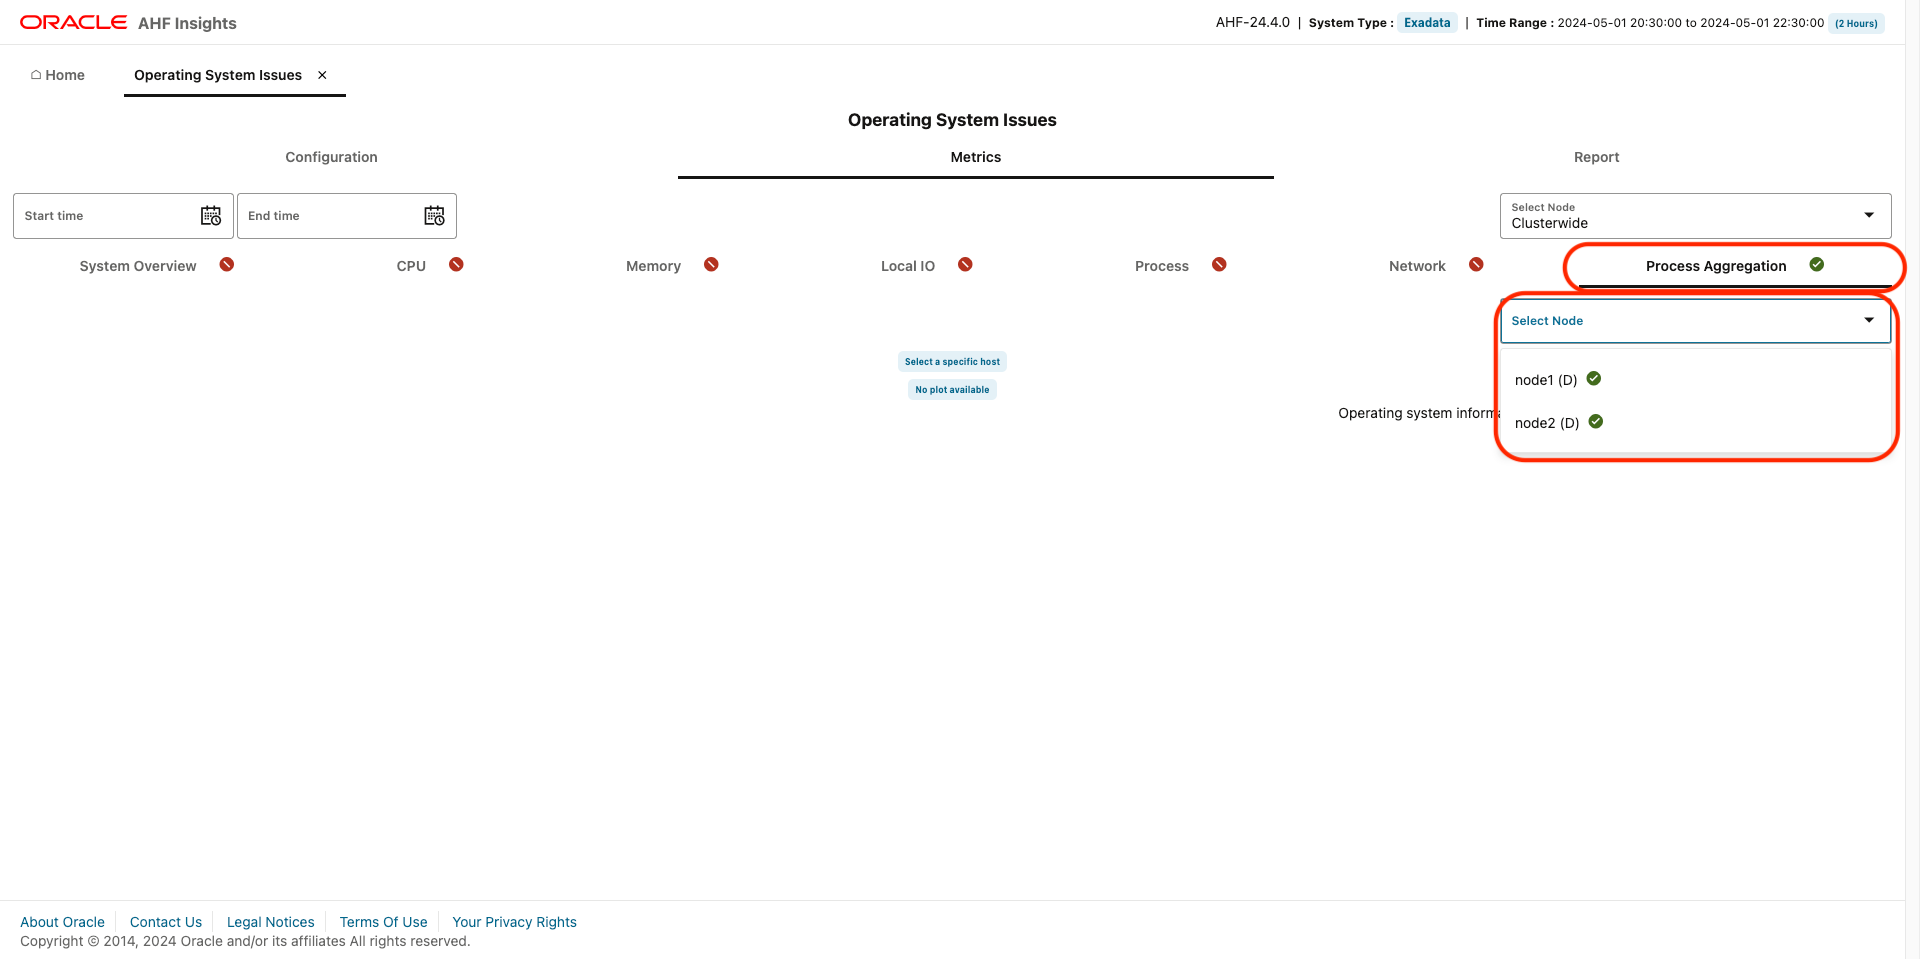 ORACLE AHF Insights
AHF-24.4.0 | System Type : Exadata | Time Range : 2024-05-01 20:30:00 to 2024-05-01 22:30:00 (2 Hours)
Home
Operating System Issues ×
Operating System Issues
Configuration
Metrics
Report
Start time
End time
Select Node
Clusterwide
System Overview
CPU
Memory
Local IO
Process
Network
Process Aggregation
Select Node
Select a specific host
No plot available
node1 (D)
Operating system informa
node2 (D)
About Oracle
Contact Us
Legal Notices
Terms Of Use
Your Privacy Rights
Copyright © 2014, 2024 Oracle and/or its affiliates All rights reserved.